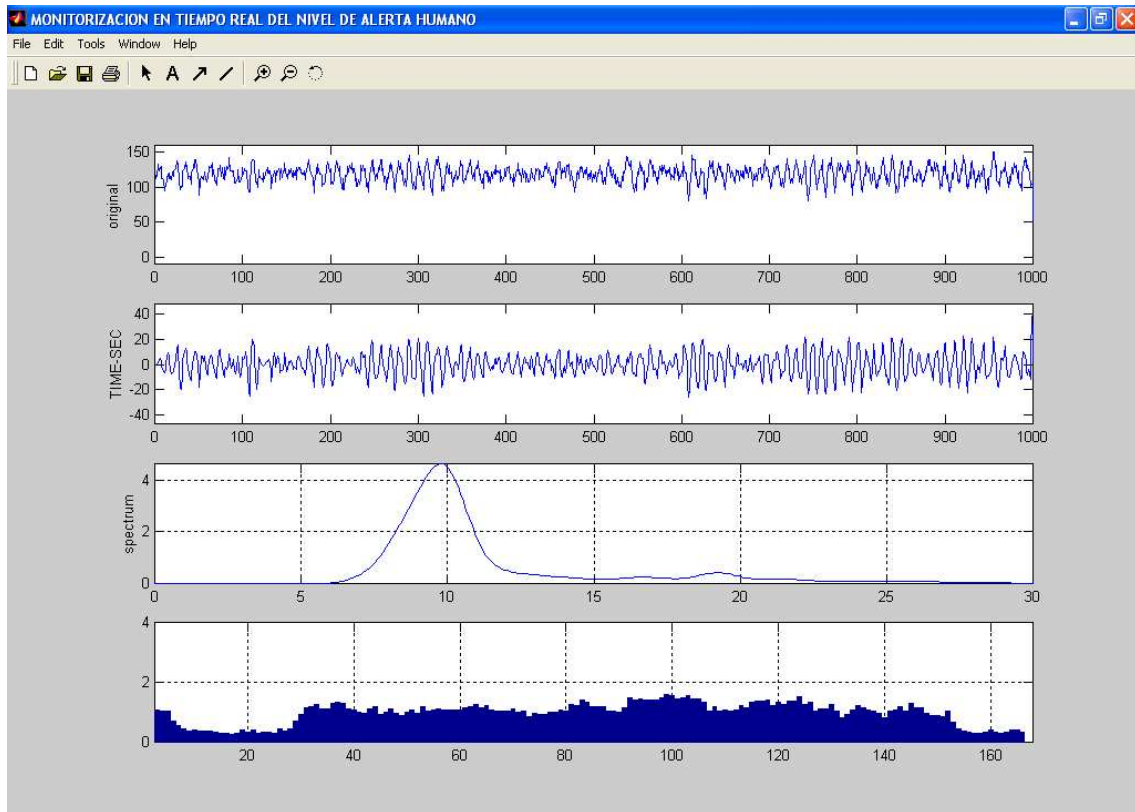 MONITORIZACION EN TIEMPO REAL DEL NIVEL DE ALERTA HUMANO
File Edit Tools Window Help
A
original
150
100
50
0
0 100 200 300 400 500 600 700 800 900 1000
TIME-SEC
40
20
0
-20
-40
0 100 200 300 400 500 600 700 800 900 1000
spectrum
4
2
0
0 5 10 15 20 25 30
4
2
0
20 40 60 80 100 120 140 160